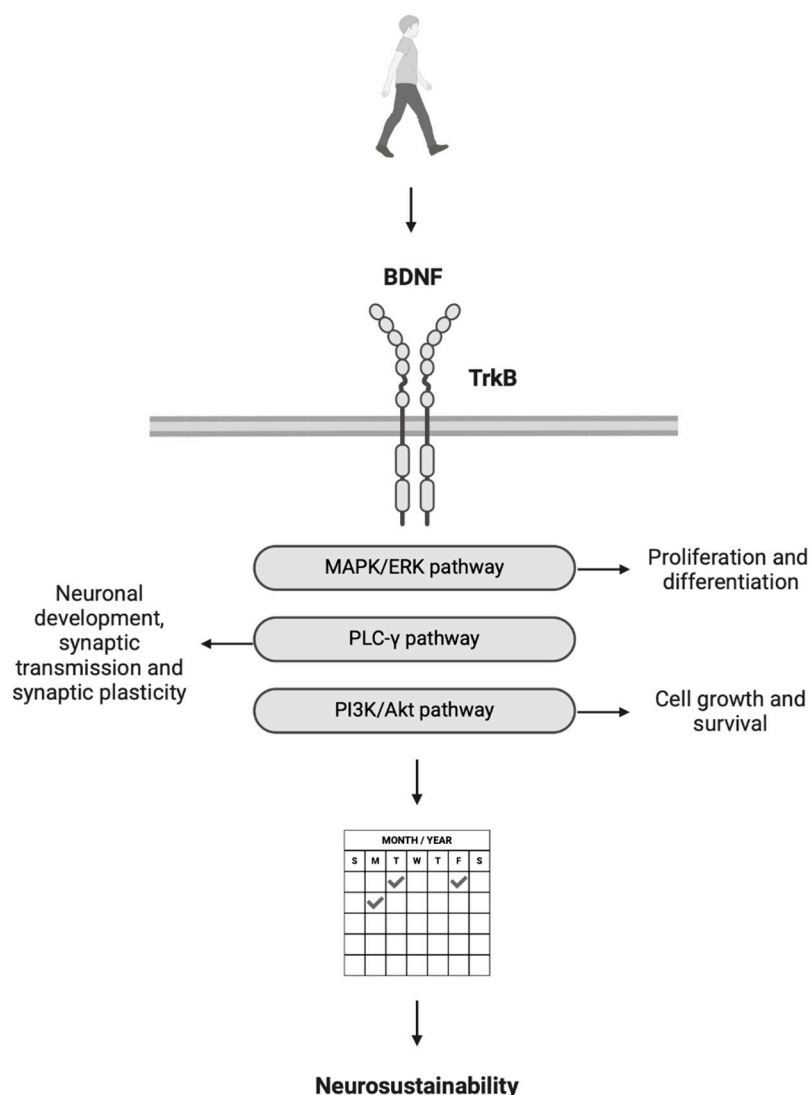 BDNF
TrkB
MAPK/ERK pathway
Proliferation and
differentiation
Neuronal
development,
synaptic
transmission and
synaptic plasticity
PLC-γ pathway
PI3K/Akt pathway
Cell growth and
survival
MONTH / YEAR
S M T W T F S
Neurosustainability